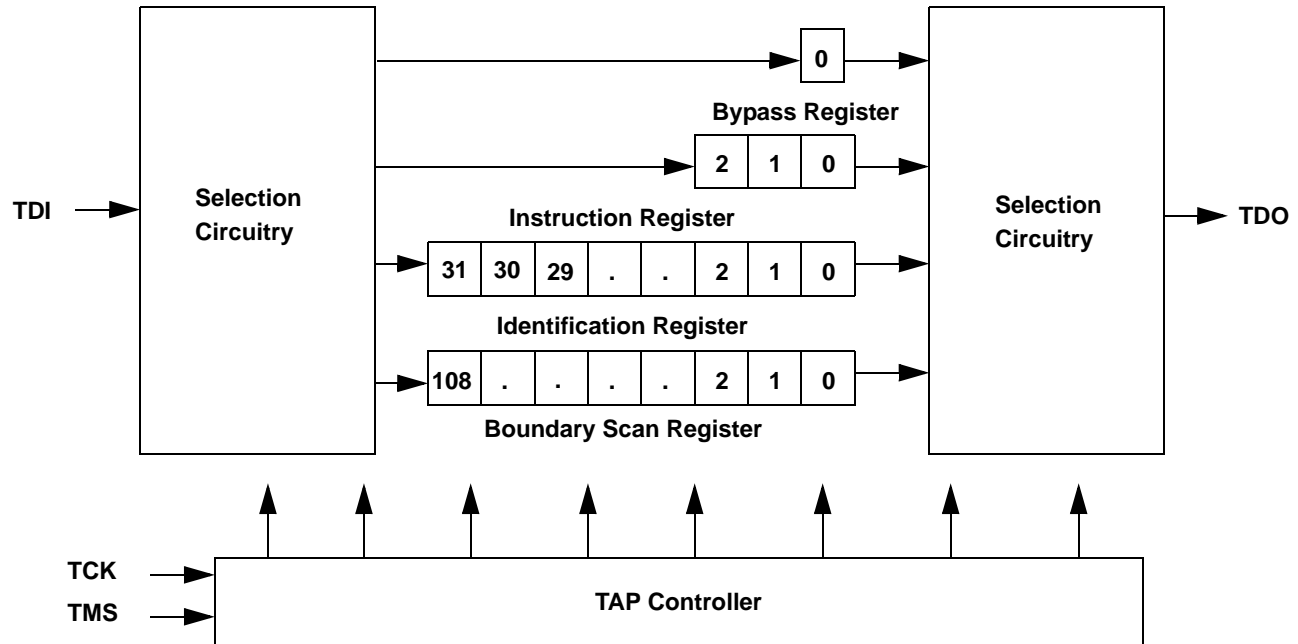 0
Bypass Register
2 1 0
TDI
Selection
Circuitry
Selection
Circuitry
TDO
Instruction Register
31 30 29 . . 2 1 0
Identification Register
108 . . . . 2 1 0
Boundary Scan Register
TCK
TMS
TAP Controller